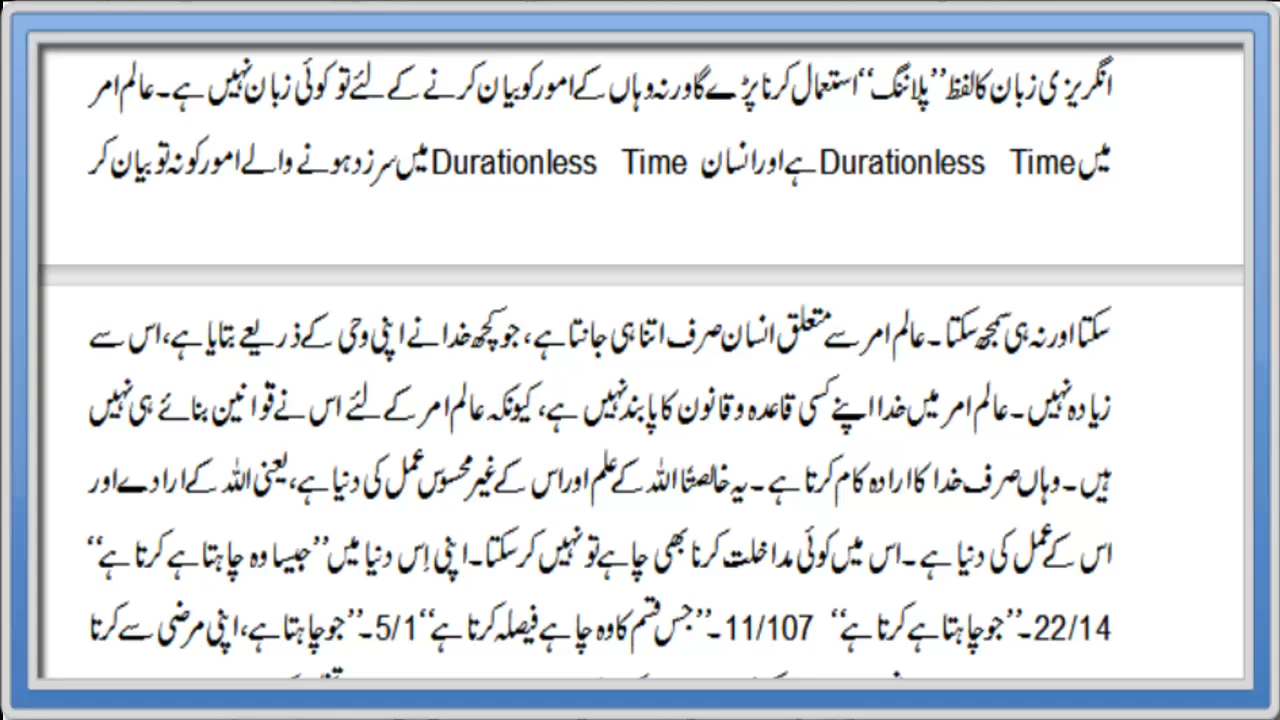 انگریزی زبان کا لفظ ’’پلاننگ‘‘ استعمال کرنا پڑے گا ورنہ وہاں کے امور کو بیان کرنے کے لئے تو کوئی زبان نہیں ہے۔ عالم امر
میں Durationless Time ہے اور انسان Durationless Time میں سرزد ہونے والے امور کو نہ تو بیان کر
سکتا اور نہ ہی سمجھ سکتا۔ عالم امر سے متعلق انسان صرف اتنا ہی جانتا ہے، جو کچھ خدا نے اپنی وحی کے ذریعے بتایا ہے، اس سے
زیادہ نہیں۔ عالم امر میں خدا اپنے کسی قاعدہ و قانون کا پابند نہیں ہے، کیونکہ عالم امر کے لئے اس نے قوانین بنائے ہی نہیں
ہیں۔ وہاں صرف خدا کا ارادہ کام کرتا ہے۔ یہ خالصتًا اللہ کے علم اور اس کے غیر محسوس عمل کی دنیا ہے، یعنی اللہ کے ارادے اور
اس کے عمل کی دنیا ہے۔ اس میں کوئی مداخلت کرنا بھی چاہے تو نہیں کر سکتا۔ اپنی اِس دنیا میں ’’جیسا وہ چاہتا ہے کرتا ہے‘‘
22/14۔ ’’جو چاہتا ہے کرتا ہے‘‘ 11/107۔ ’’جس قسم کا وہ چاہے فیصلہ کرتا ہے‘‘ 5/1۔ ’’جو چاہتا ہے، اپنی مرضی سے کرتا